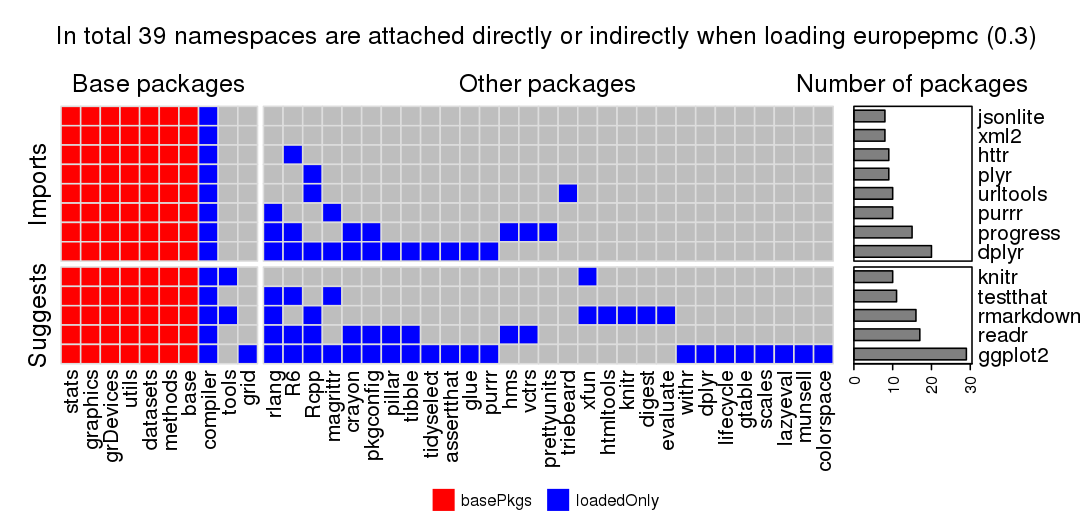 In total 39 namespaces are attached directly or indirectly when loading europepmc (0.3)
Base packages
Other packages
Number of packages
Imports
jsonlite
xml2
httr
plyr
urltools
purrr
progress
dplyr
Suggests
knitr
testthat
rmarkdown
readr
ggplot2
stats
graphics
grDevices
utils
datasets
methods
base
compiler
tools
grid
rlang
R6
Rcpp
magrittr
crayon
pkgconfig
pillar
tibble
tidyselect
assertthat
glue
purrr
hms
vctrs
prettyunits
triebeard
xfun
htmltools
knitr
digest
evaluate
withr
dplyr
lifecycle
gtable
scales
lazyeval
munsell
colorspace
0
10
20
30
basePkgs
loadedOnly